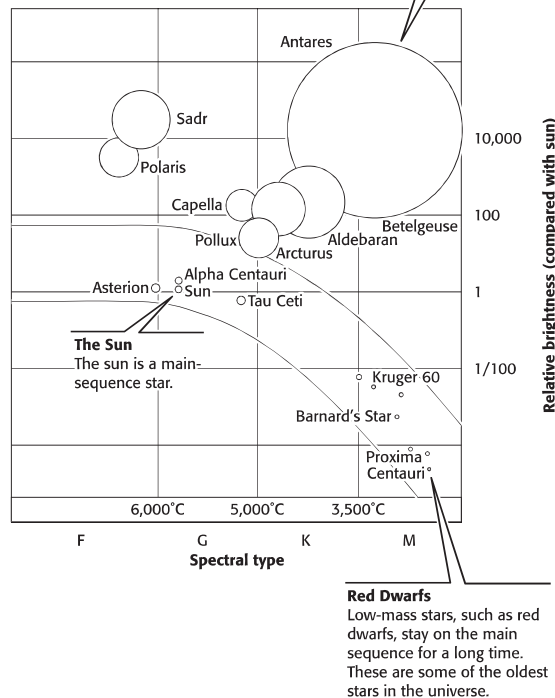 Antares
Sadr
10,000
Polaris
Capella
100
Betelgeuse
Pollux
Aldebaran
Arcturus
Alpha Centauri
Asterion
Sun
1
Tau Ceti
The Sun
The sun is a main-
sequence star.
1/100
Kruger 60
Barnard's Star
Proxima
Centauri
Relative brightness (compared with sun)
6,000°C
5,000°C
3,500°C
F
G
K
M
Spectral type
Red Dwarfs
Low-mass stars, such as red
dwarfs, stay on the main
sequence for a long time.
These are some of the oldest
stars in the universe.